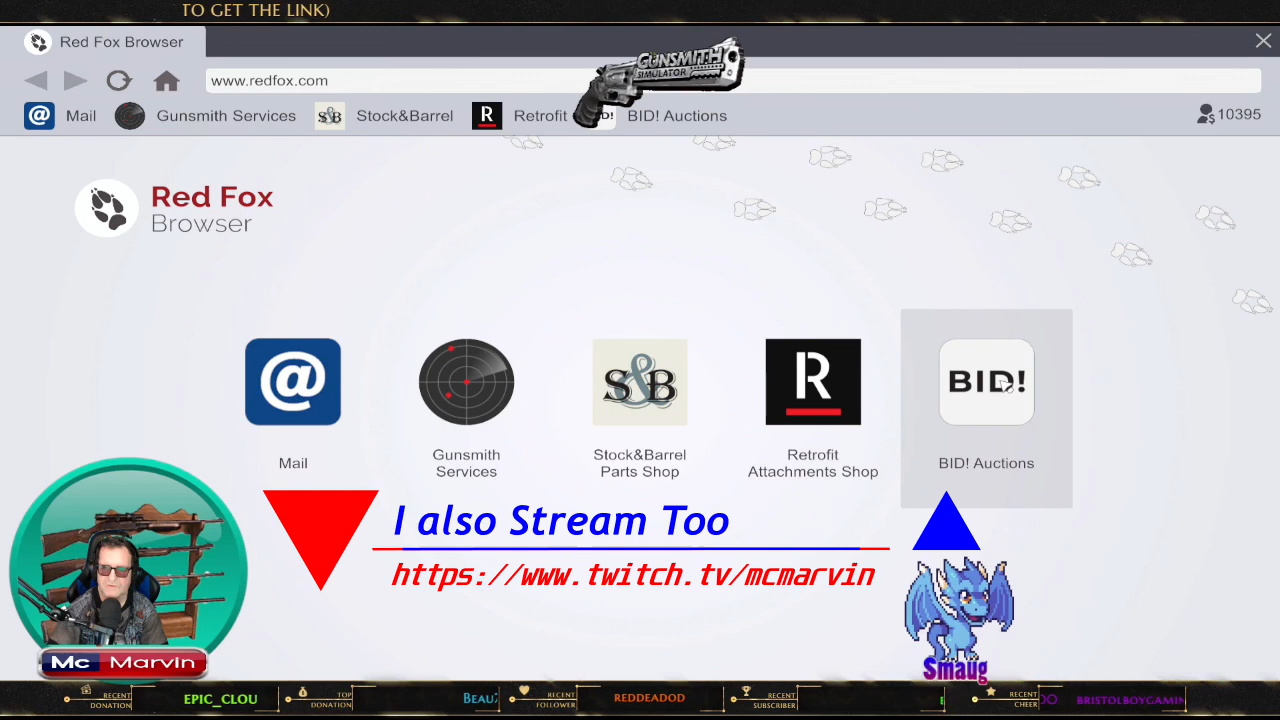 TO GET THE LINK)
Red Fox Browser
www.redfox.com
GUNSMITH
SIMULATOR
@ Mail
Gunsmith Services
S&B Stock&Barrel
R Retrofit
D! BID! Auctions
10395
Red Fox
Browser
@
S&B
R
BID!
Mail
Gunsmith
Services
Stock&Barrel
Parts Shop
Retrofit
Attachments Shop
BID! Auctions
I also Stream Too
https://www.twitch.tv/mcmarvin
Mc Marvin
Smaug
RECENT
DONATION
EPIC_CLOU
TOP
DONATION
BEAU
RECENT
FOLLOWER
REDDEADOD
RECENT
SUBSCRIBER
RECENT
CHEER
BRISTOLBOYGAMIN